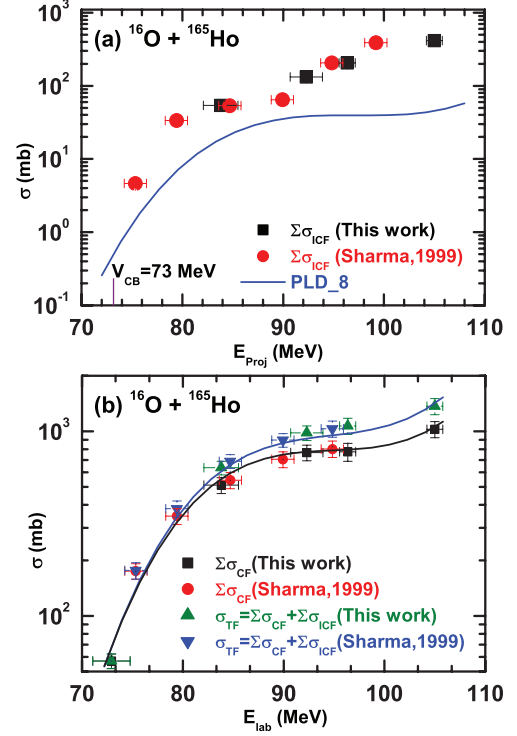 (a) ¹⁶O + ¹⁶⁵Ho
10³
10²
10¹
10⁰
10⁻¹
σ (mb)
Σσ_ICF (This work)
Σσ_ICF (Sharma,1999)
PLD_8
V_CB=73 MeV
70 80 90 100 110
E_Proj (MeV)
(b) ¹⁶O + ¹⁶⁵Ho
10³
10²
σ (mb)
Σσ_CF (This work)
Σσ_CF(Sharma,1999)
σ_TF=Σσ_CF+Σσ_ICF(This work)
σ_TF=Σσ_CF+Σσ_ICF(Sharma,1999)
70 80 90 100 110
E_lab (MeV)